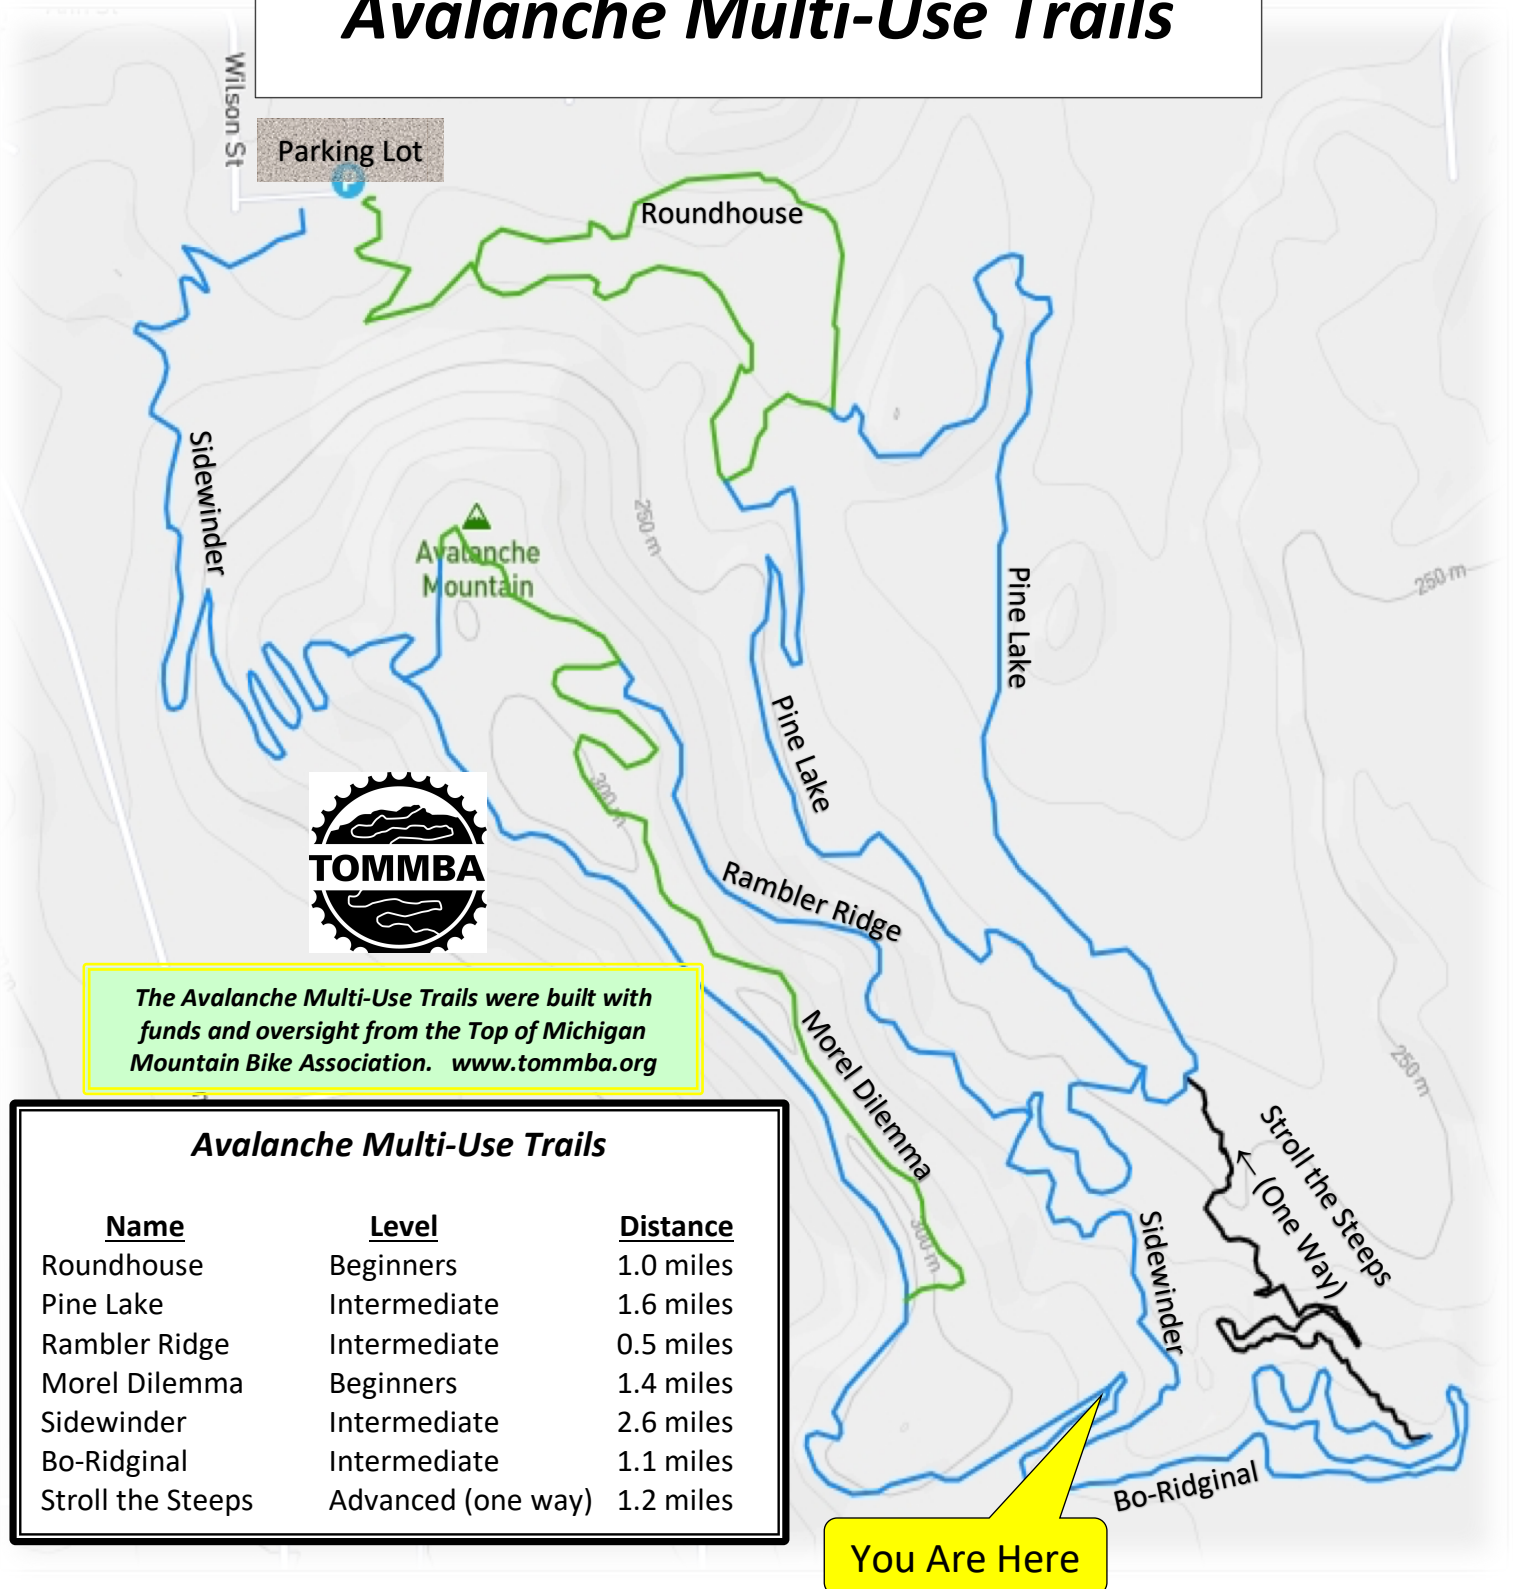 Avalanche Multi-Use Trails
Wilson St
Parking Lot
P
Roundhouse
Sidewinder
250 m
Avalanche
Mountain
Pine Lake
250 m
Pine Lake
300 m
TOMMBA
Rambler Ridge
The Avalanche Multi-Use Trails were built with
funds and oversight from the Top of Michigan
Mountain Bike Association. www.tommba.org
Morel Dilemma
250 m
Stroll the Steeps
(One Way)
300 m
Sidewinder
Avalanche Multi-Use Trails
Name Level Distance
Roundhouse Beginners 1.0 miles
Pine Lake Intermediate 1.6 miles
Rambler Ridge Intermediate 0.5 miles
Morel Dilemma Beginners 1.4 miles
Sidewinder Intermediate 2.6 miles
Bo-Ridginal Intermediate 1.1 miles
Stroll the Steeps Advanced (one way) 1.2 miles
Bo-Ridginal
You Are Here